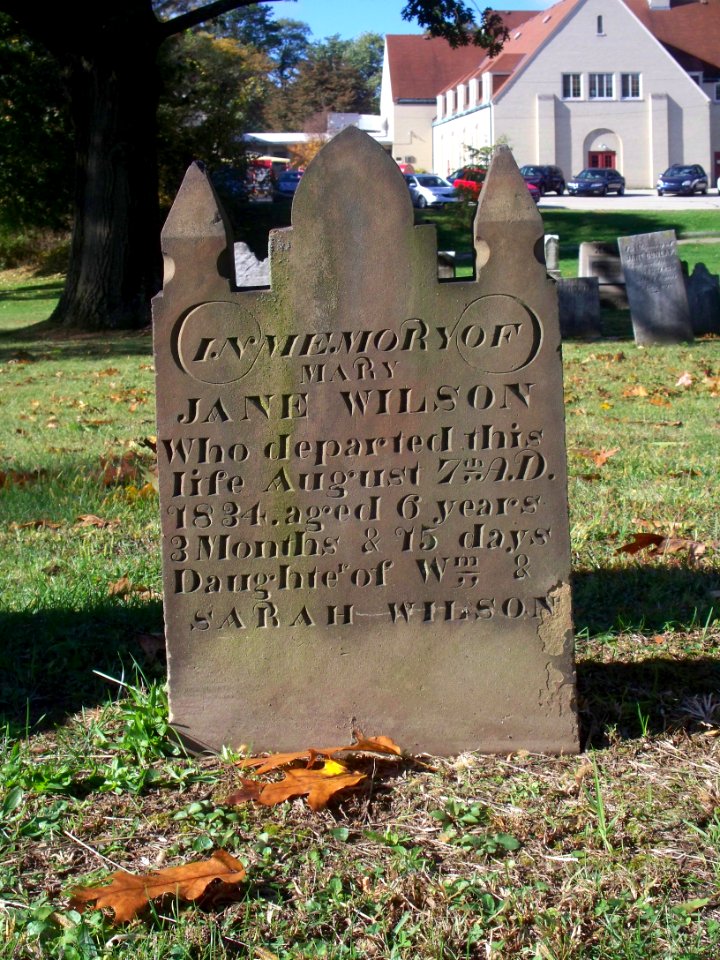 IN MEMORY OF
MARY
JANE WILSON
Who departed this
life August 7th A.D.
1834. aged 6 years
3 Months & 15 days
Daughter of Wm &
SARAH WILSON